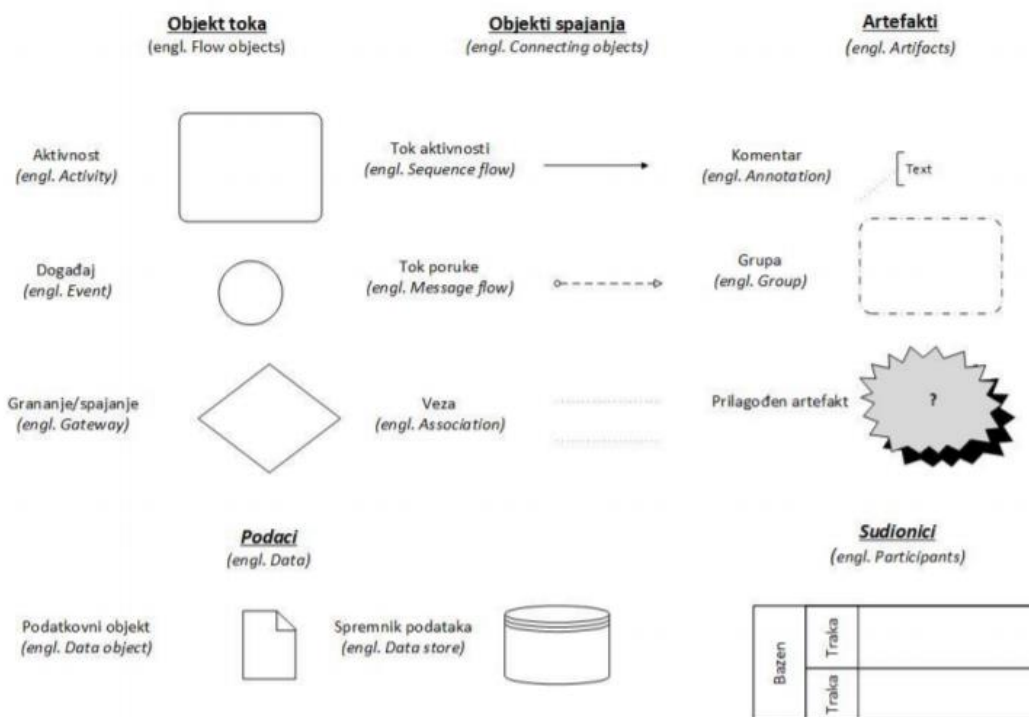 Objekt toka
(engl. Flow objects)
Objekti spajanja
(engl. Connecting objects)
Artefakti
(engl. Artifacts)
Aktivnost
(engl. Activity)
Tok aktivnosti
(engl. Sequence flow)
Komentar
(engl. Annotation)
Text
Događaj
(engl. Event)
Tok poruke
(engl. Message flow)
Grupa
(engl. Group)
Grananje/spajanje
(engl. Gateway)
Veza
(engl. Association)
Prilagođen artefakt
?
Podaci
(engl. Data)
Sudionici
(engl. Participants)
Podatkovni objekt
(engl. Data object)
Spremnik podataka
(engl. Data store)
Bazen
Traka
Traka